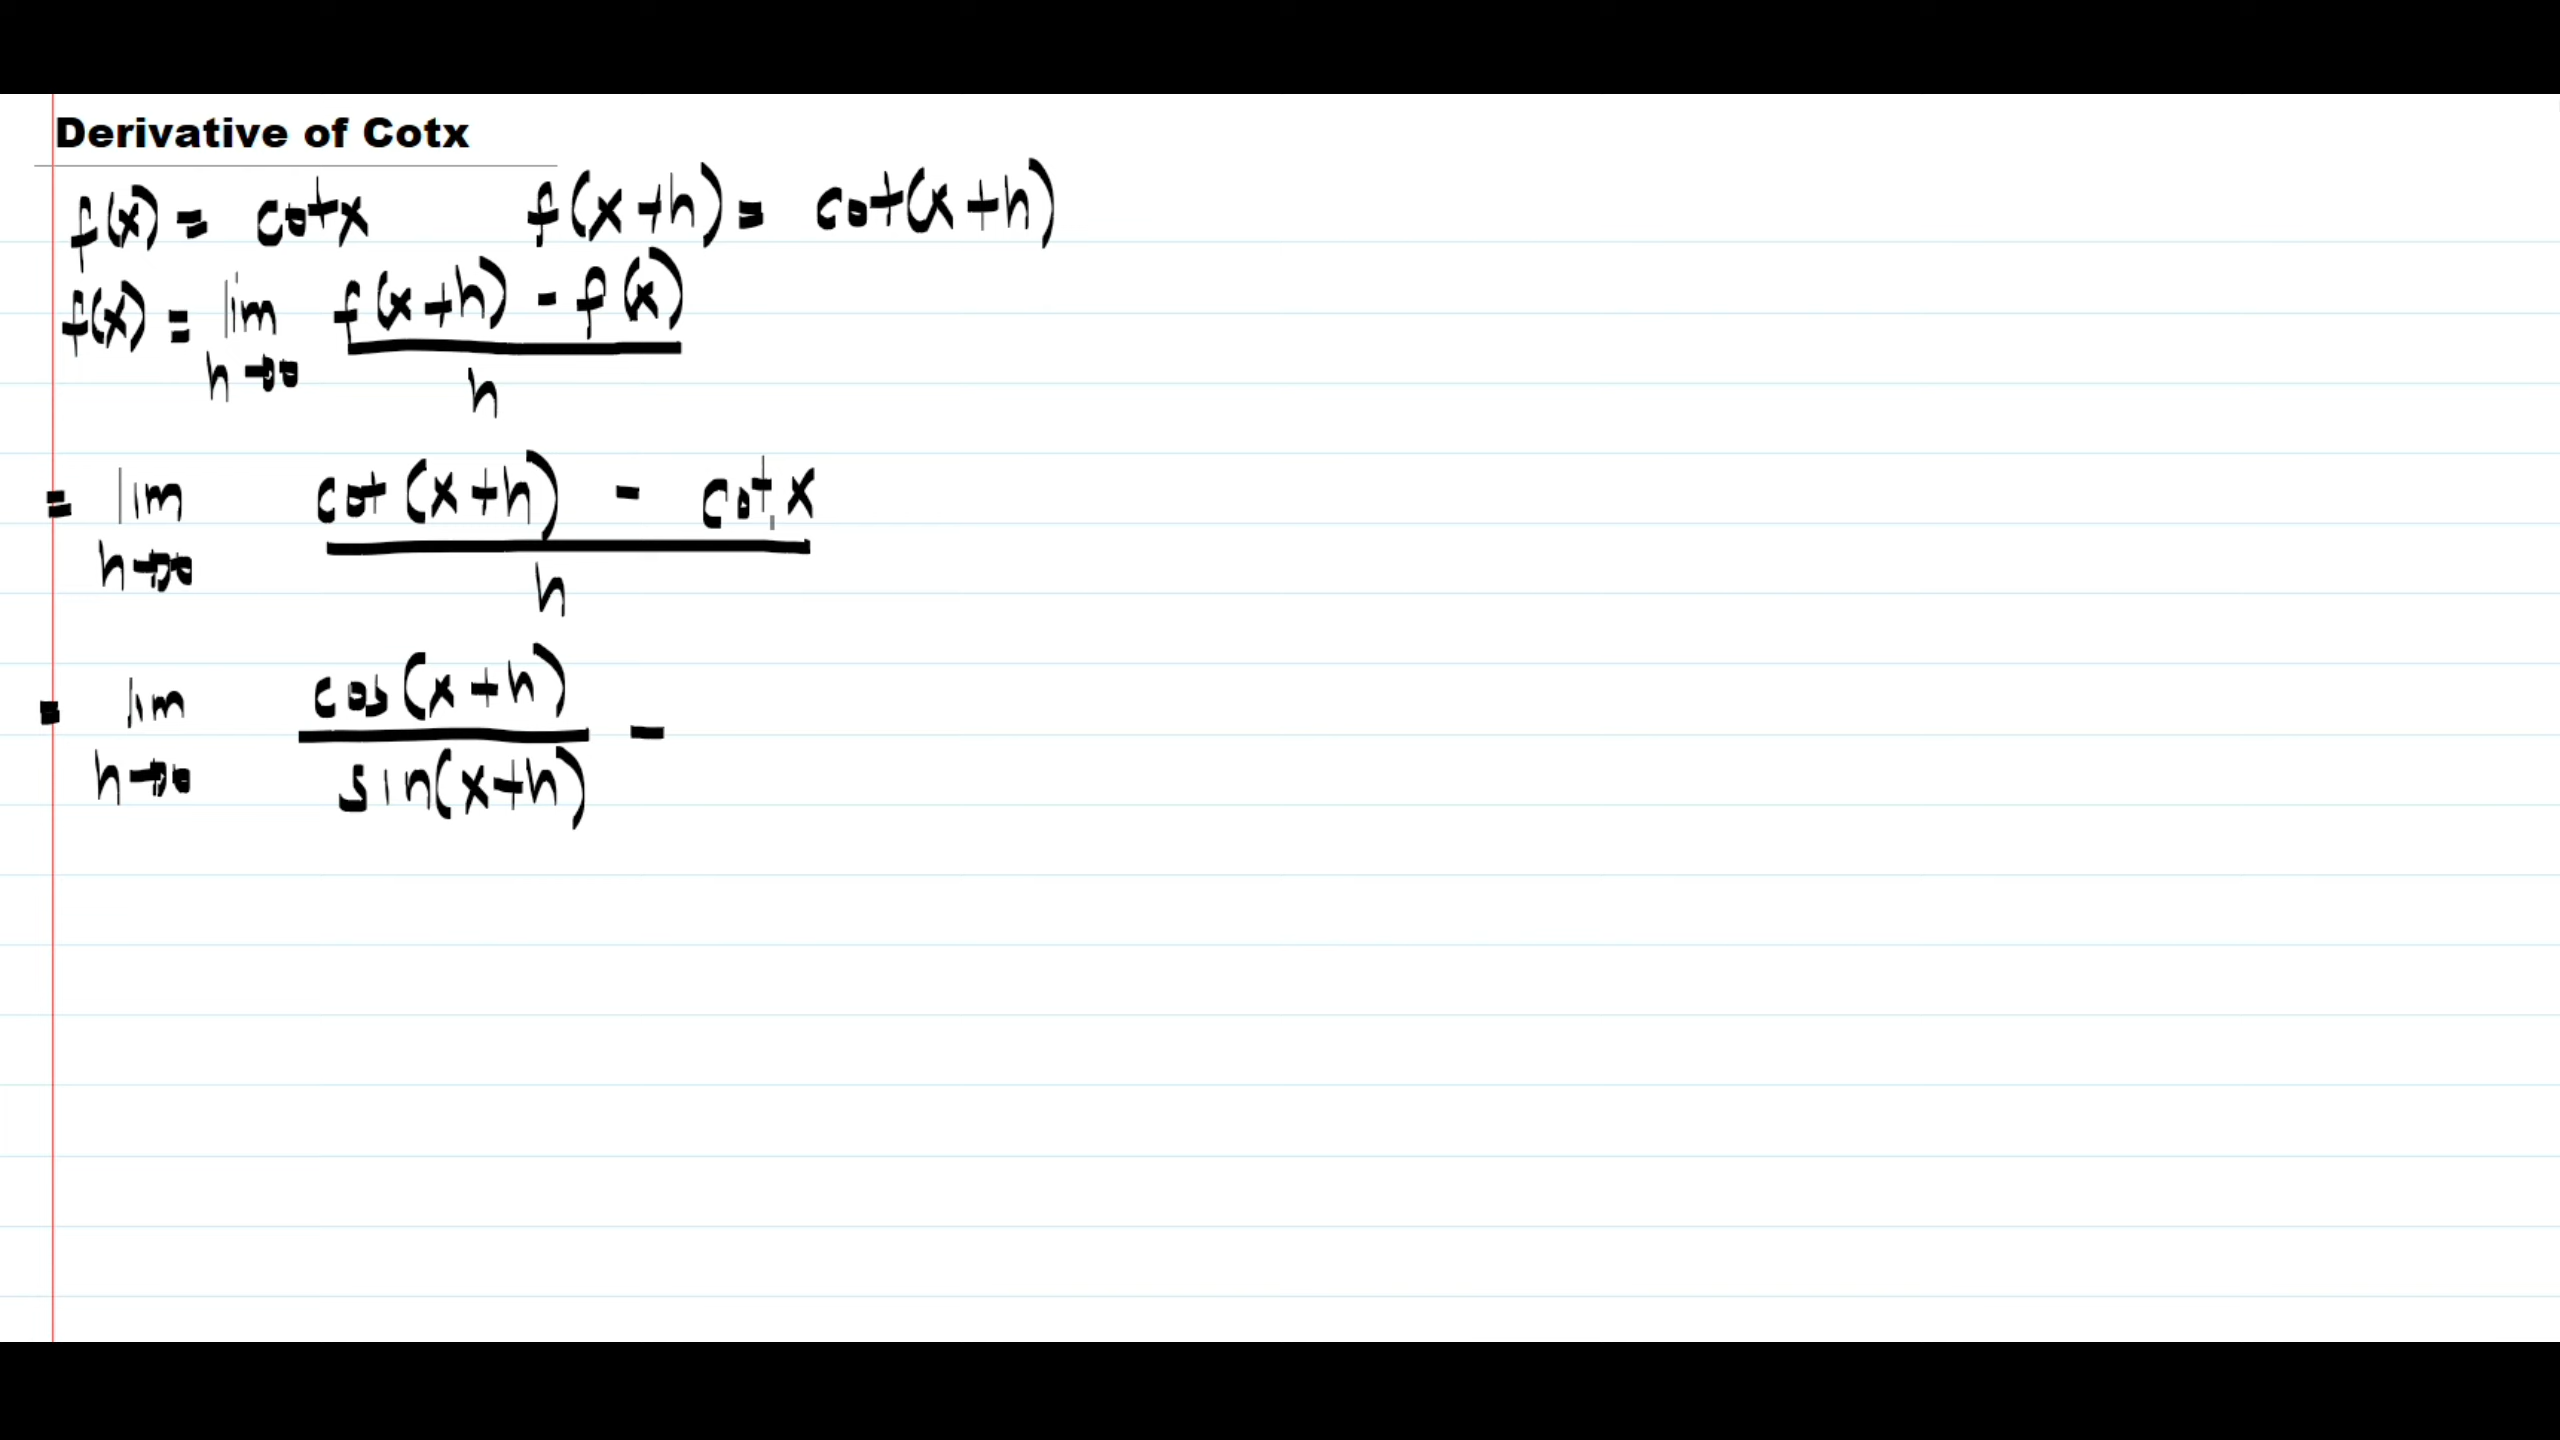 Derivative of Cotx
f(x) = cotx f(x+h) = cot(x+h)
f(x) = lim f(x+h) - f(x)
h→0 h
= lim cot(x+h) - cotx
h→0 h
= lim cos(x+h) -
h→0 sin(x+h)